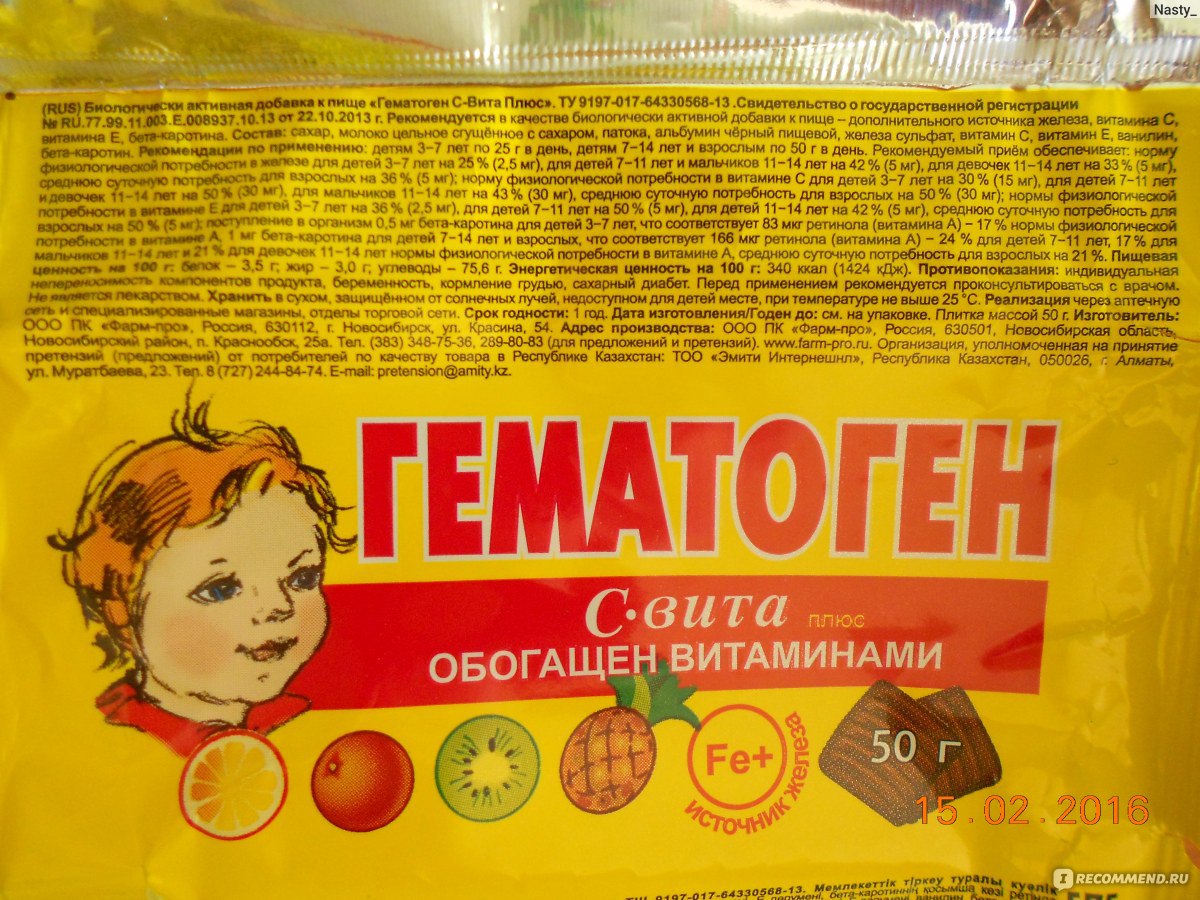 Nasty_
(RUS) Биологически активная добавка к пище «Гематоген С-Вита Плюс». ТУ 9197-017-64330568-13 .Свидетельство о государственной регистрации
№ RU.77.99.11.003.Е.008937.10.13 от 22.10.2013 г. Рекомендуется в качестве биологически активной добавки к пище – дополнительного источника железа, витамина С,
витамина Е, бета-каротина. Состав: сахар, молоко цельное сгущённое с сахаром, патока, альбумин чёрный пищевой, железа сульфат, витамин С, витамин Е, ванилин,
бета-каротин. Рекомендации по применению: детям 3–7 лет по 25 г в день, детям 7–14 лет и взрослым по 50 г в день. Рекомендуемый приём обеспечивает: норму
физиологической потребности в железе для детей 3–7 лет на 25 % (2,5 мг), для детей 7–11 лет и мальчиков 11–14 лет на 42 % (5 мг), для девочек 11–14 лет на 33 % (5 мг),
среднюю суточную потребность для взрослых на 36 % (5 мг); норму физиологической потребности в витамине С для детей 3–7 лет на 30 % (15 мг), для детей 7–11 лет
и девочек 11–14 лет на 50 % (30 мг), для мальчиков 11–14 лет на 43 % (30 мг), среднюю суточную потребность для взрослых на 50 % (30 мг); нормы физиологической
потребности в витамине Е для детей 3–7 лет на 36 % (2,5 мг), для детей 7–11 лет на 50 % (5 мг), для детей 11–14 лет на 42 % (5 мг), среднюю суточную потребность для
взрослых на 50 % (5 мг); поступление в организм 0,5 мг бета-каротина для детей 3–7 лет, что соответствует 83 мкг ретинола (витамина А) – 17 % нормы физиологической
потребности в витамине А, 1 мг бета-каротина для детей 7–14 лет и взрослых, что соответствует 166 мкг ретинола (витамина А) – 24 % для детей 7–11 лет, 17 % для
мальчиков 11–14 лет и 21 % для девочек 11–14 лет нормы физиологической потребности в витамине А, среднюю суточную потребность для взрослых на 21 %. Пищевая
ценность на 100 г: белок – 3,5 г; жир – 3,0 г; углеводы – 75,6 г. Энергетическая ценность на 100 г: 340 ккал (1424 кДж). Противопоказания: индивидуальная
непереносимость компонентов продукта, беременность, кормление грудью, сахарный диабет. Перед применением рекомендуется проконсультироваться с врачом.
Не является лекарством. Хранить в сухом, защищённом от солнечных лучей, недоступном для детей месте, при температуре не выше 25 °С. Реализация через аптечную
сеть и специализированные магазины, отделы торговой сети. Срок годности: 1 год. Дата изготовления/Годен до: см. на упаковке. Плитка массой 50 г. Изготовитель:
ООО ПК «Фарм-про», Россия, 630112, г. Новосибирск, ул. Красина, 54. Адрес производства: ООО ПК «Фарм-про», Россия, 630501, Новосибирская область,
Новосибирский район, п. Краснообск, 25а. Тел. (383) 348-75-36, 289-80-83 (для предложений и претензий). www.farm-pro.ru. Организация, уполномоченная на принятие
претензий (предложений) от потребителей по качеству товара в Республике Казахстан: ТОО «Эмити Интернешнл», Республика Казахстан, 050026, г. Алматы,
ул. Муратбаева, 23. Тел. 8 (727) 244-84-74. E-mail: pretension@amity.kz.
ГЕМАТОГЕН
С·вита плюс
ОБОГАЩЕН ВИТАМИНАМИ
Fe+
ИСТОЧНИК железа
50 г
15.02.2016
9197-017-64330568-13. Мемлекеттік тіркеу туралы куәлік
IRECOMMEND.RU